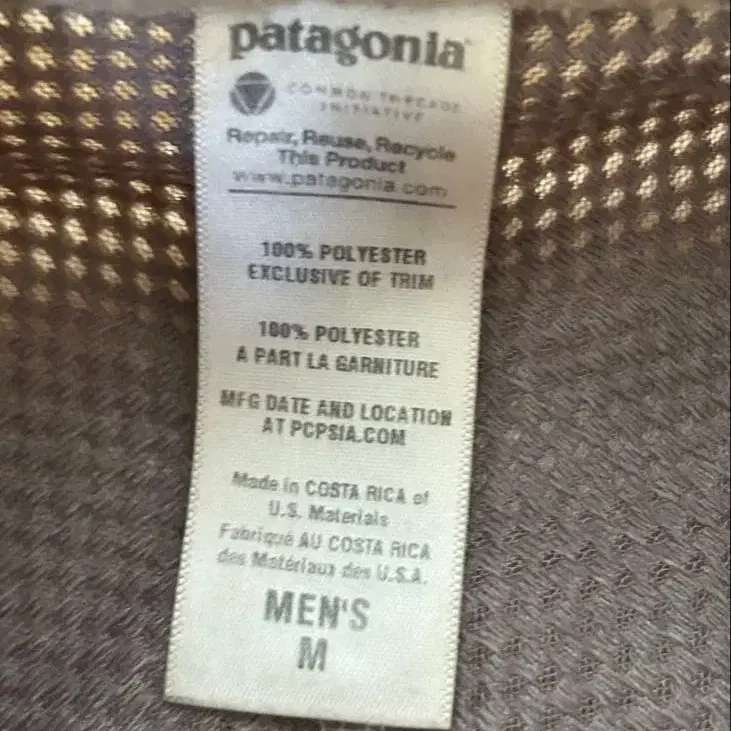 patagonia
COMMON THREADS
INITIATIVE
Repair, Reuse, Recycle
This Product
www.patagonia.com
100% POLYESTER
EXCLUSIVE OF TRIM
100% POLYESTER
A PART LA GARNITURE
MFG DATE AND LOCATION
AT PCPSIA.COM
Made in COSTA RICA of
U.S. Materials
Fabriqué AU COSTA RICA
des Matériaux des U.S.A.
MEN'S
M